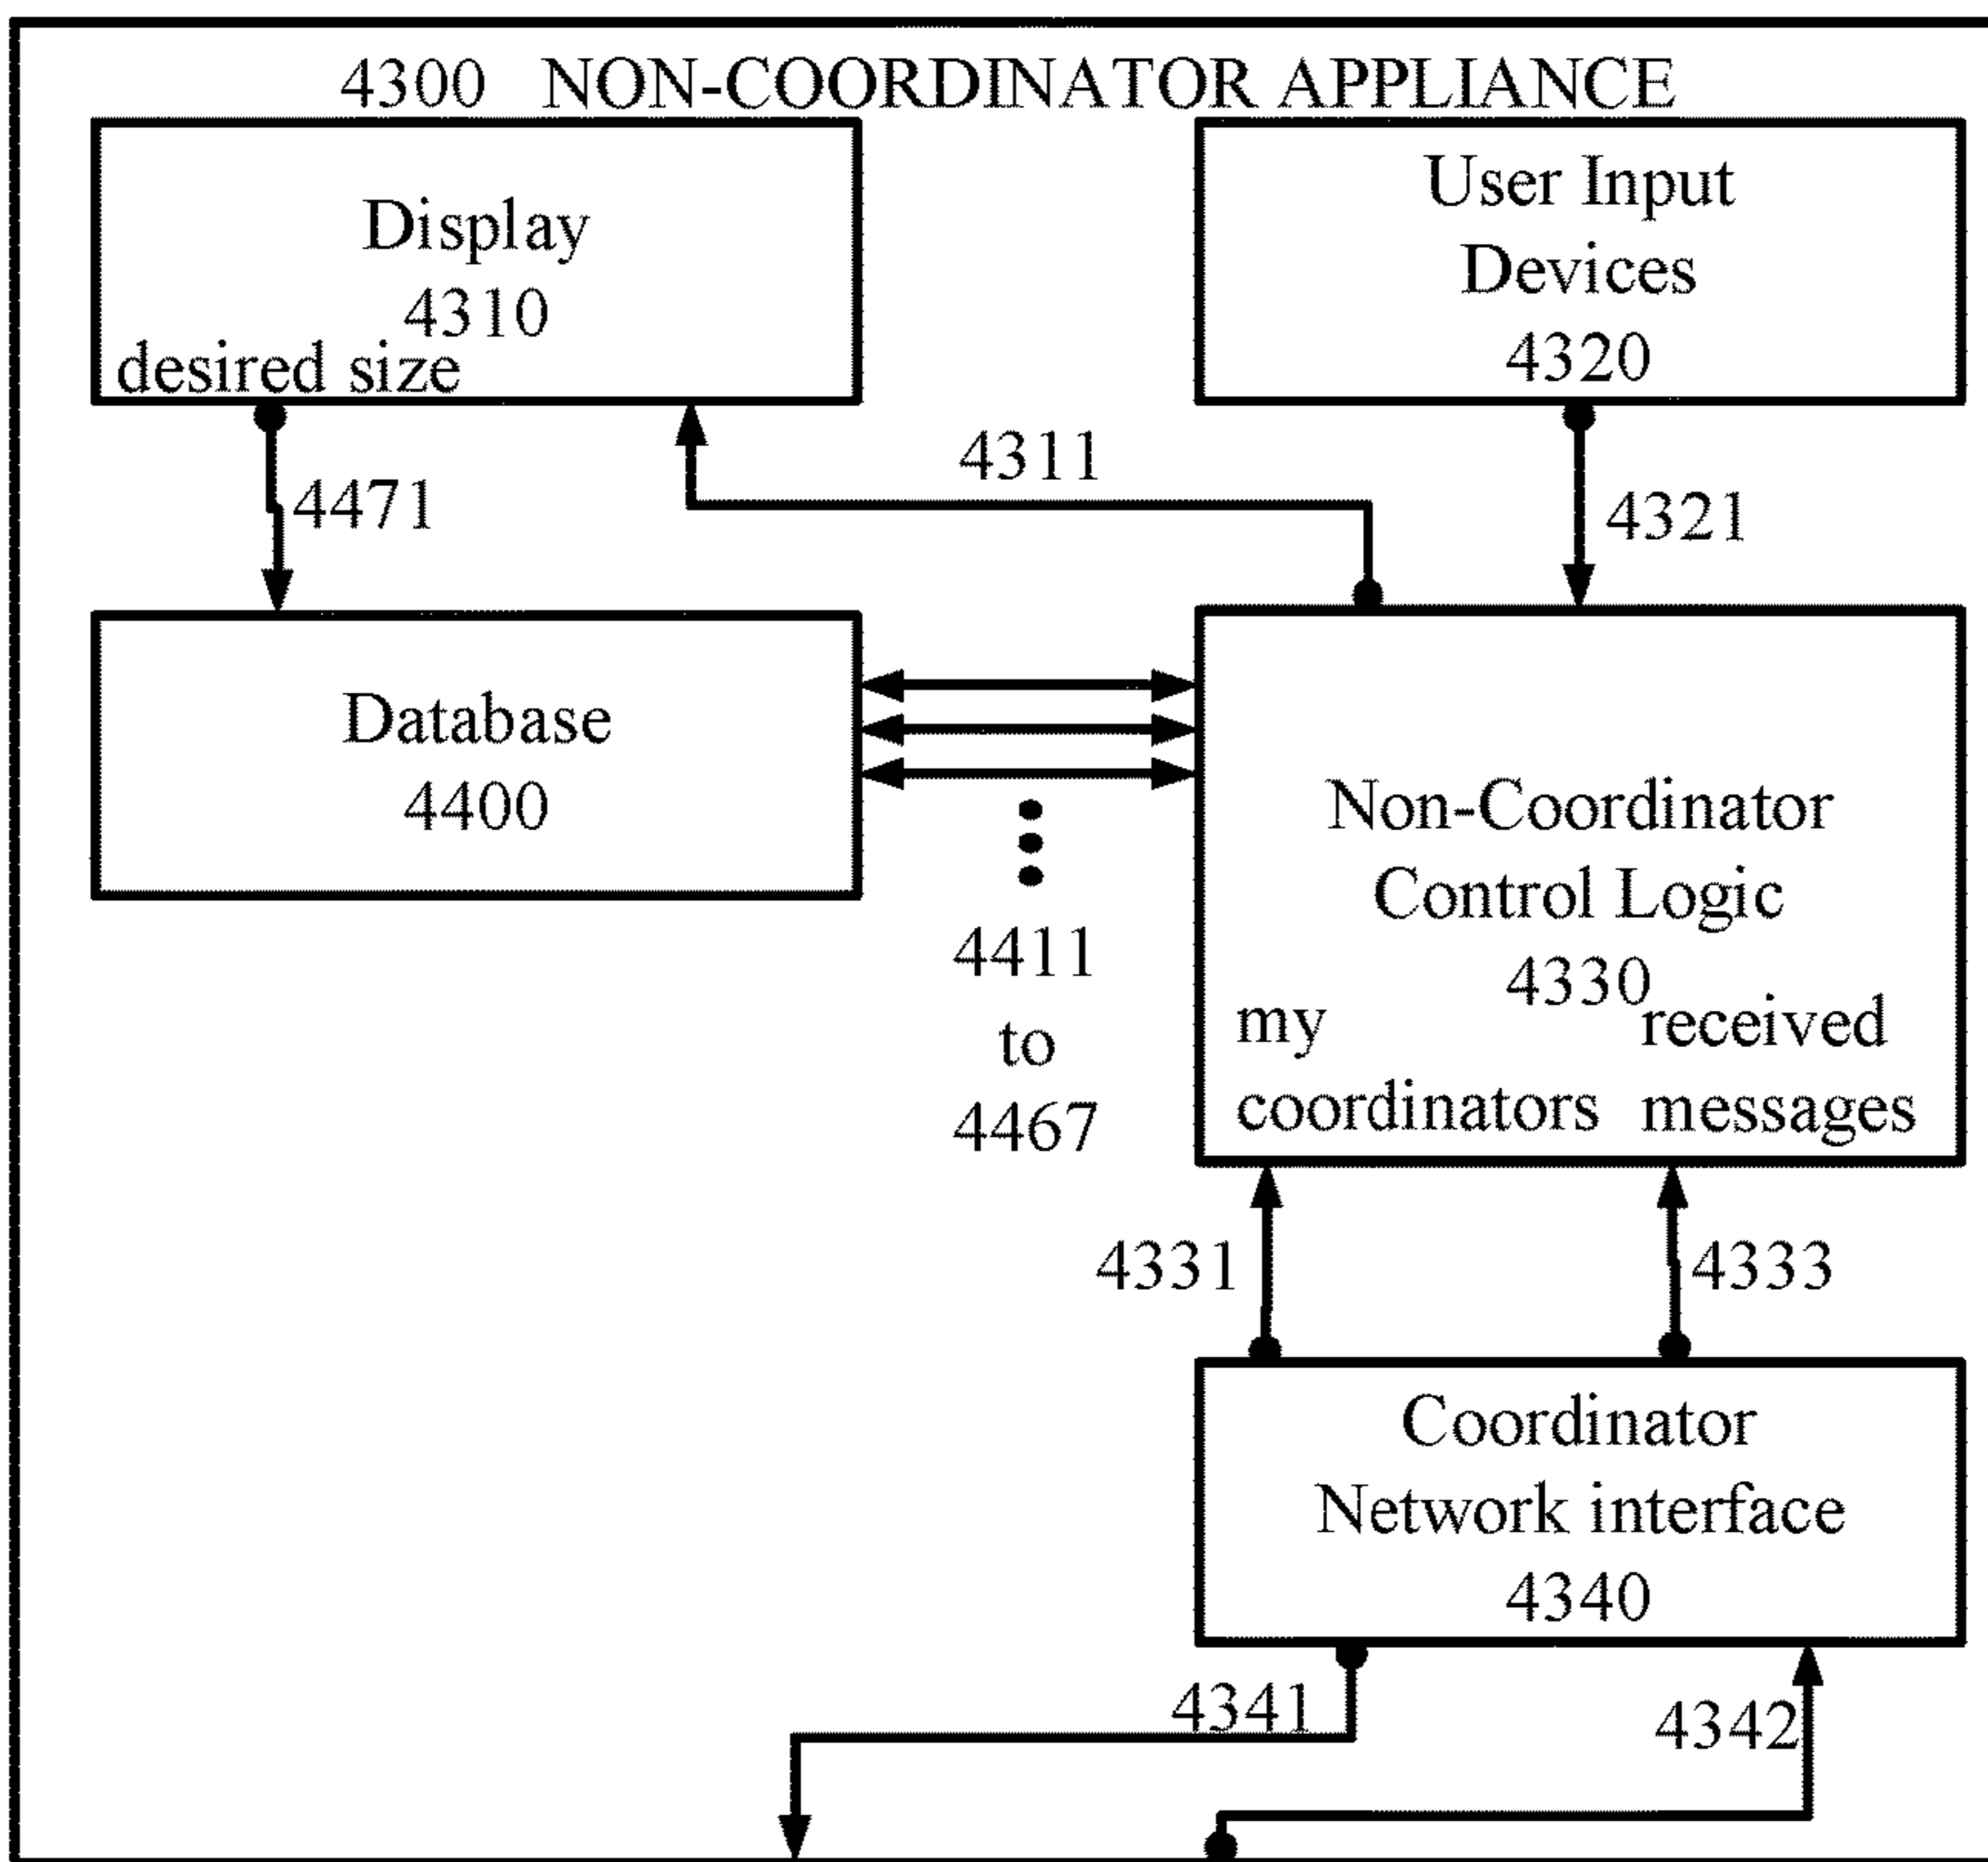 4300 NON-COORDINATOR APPLIANCE
Display
4310
desired size
User Input
Devices
4320
4471
4311
4321
Database
4400
4411
to
4467
Non-Coordinator
Control Logic
4330
my
coordinators
received
messages
4331
4333
Coordinator
Network interface
4340
4341
4342